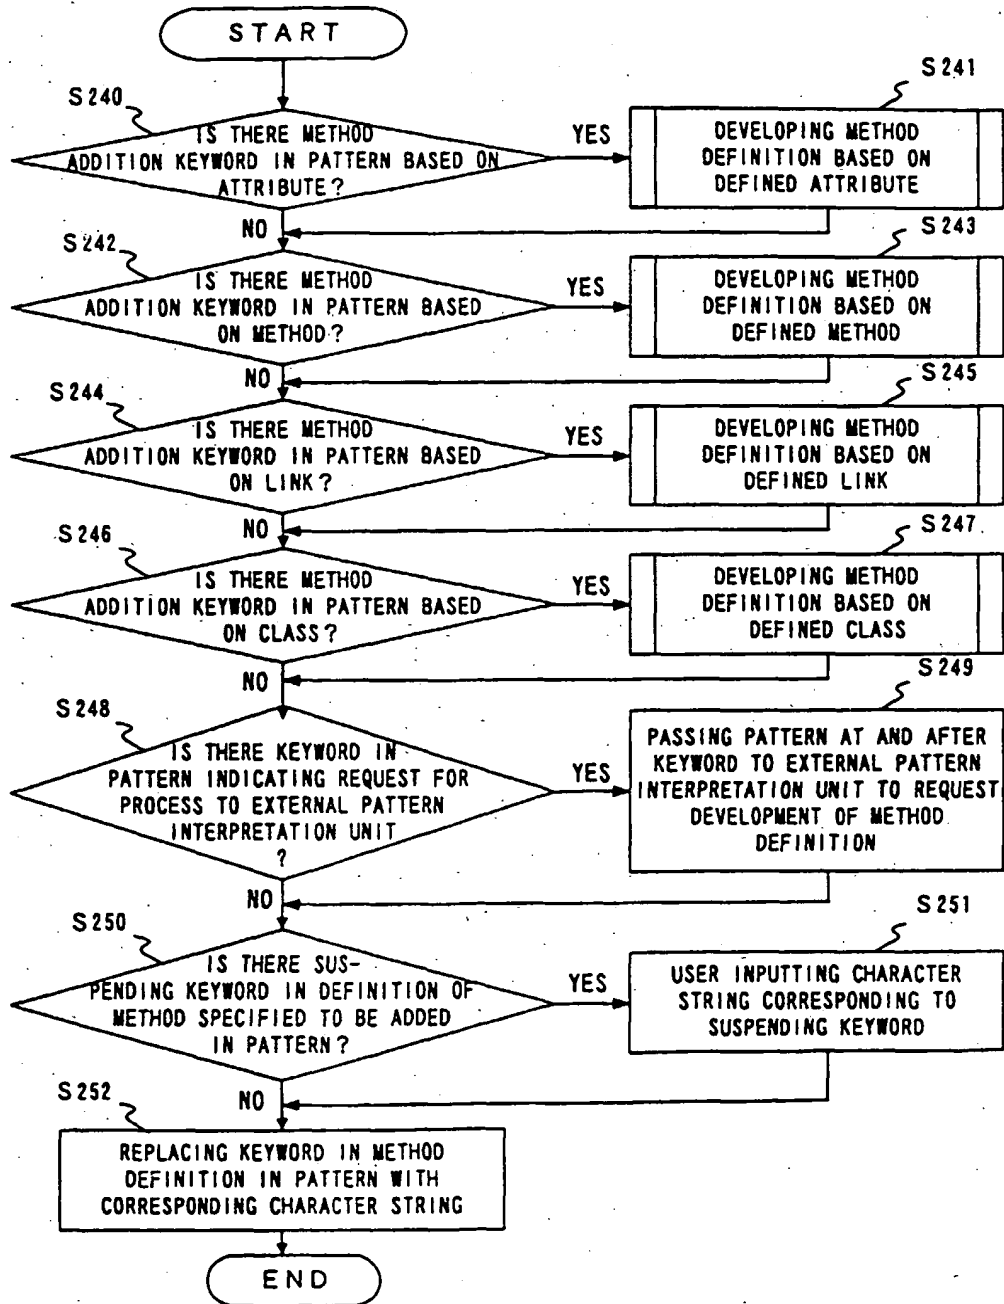 START
S240
IS THERE METHOD
ADDITION KEYWORD IN PATTERN BASED ON
ATTRIBUTE?
YES
S241
DEVELOPING METHOD
DEFINITION BASED ON
DEFINED ATTRIBUTE
NO
S242
IS THERE METHOD
ADDITION KEYWORD IN PATTERN BASED
ON METHOD?
YES
S243
DEVELOPING METHOD
DEFINITION BASED ON
DEFINED METHOD
NO
S244
IS THERE METHOD
ADDITION KEYWORD IN PATTERN BASED
ON LINK?
YES
S245
DEVELOPING METHOD
DEFINITION BASED ON
DEFINED LINK
NO
S246
IS THERE METHOD
ADDITION KEYWORD IN PATTERN BASED
ON CLASS?
YES
S247
DEVELOPING METHOD
DEFINITION BASED ON
DEFINED CLASS
NO
S248
IS THERE KEYWORD IN
PATTERN INDICATING REQUEST FOR
PROCESS TO EXTERNAL PATTERN
INTERPRETATION UNIT
?
YES
S249
PASSING PATTERN AT AND AFTER
KEYWORD TO EXTERNAL PATTERN
INTERPRETATION UNIT TO REQUEST
DEVELOPMENT OF METHOD
DEFINITION
NO
S250
IS THERE SUS-
PENDING KEYWORD IN DEFINITION OF
METHOD SPECIFIED TO BE ADDED
IN PATTERN?
YES
S251
USER INPUTTING CHARACTER
STRING CORRESPONDING TO
SUSPENDING KEYWORD
NO
S252
REPLACING KEYWORD IN METHOD
DEFINITION IN PATTERN WITH
CORRESPONDING CHARACTER STRING
END